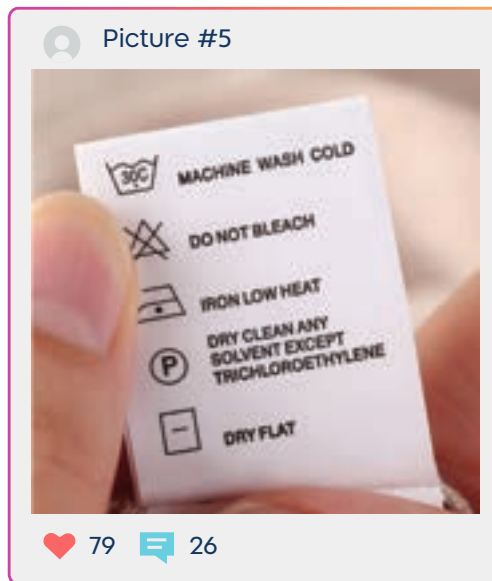 Picture #5
30C MACHINE WASH COLD
DO NOT BLEACH
IRON LOW HEAT
DRY CLEAN ANY
SOLVENT EXCEPT
P
TRICHLOROETHYLENE
DRY FLAT
79 26